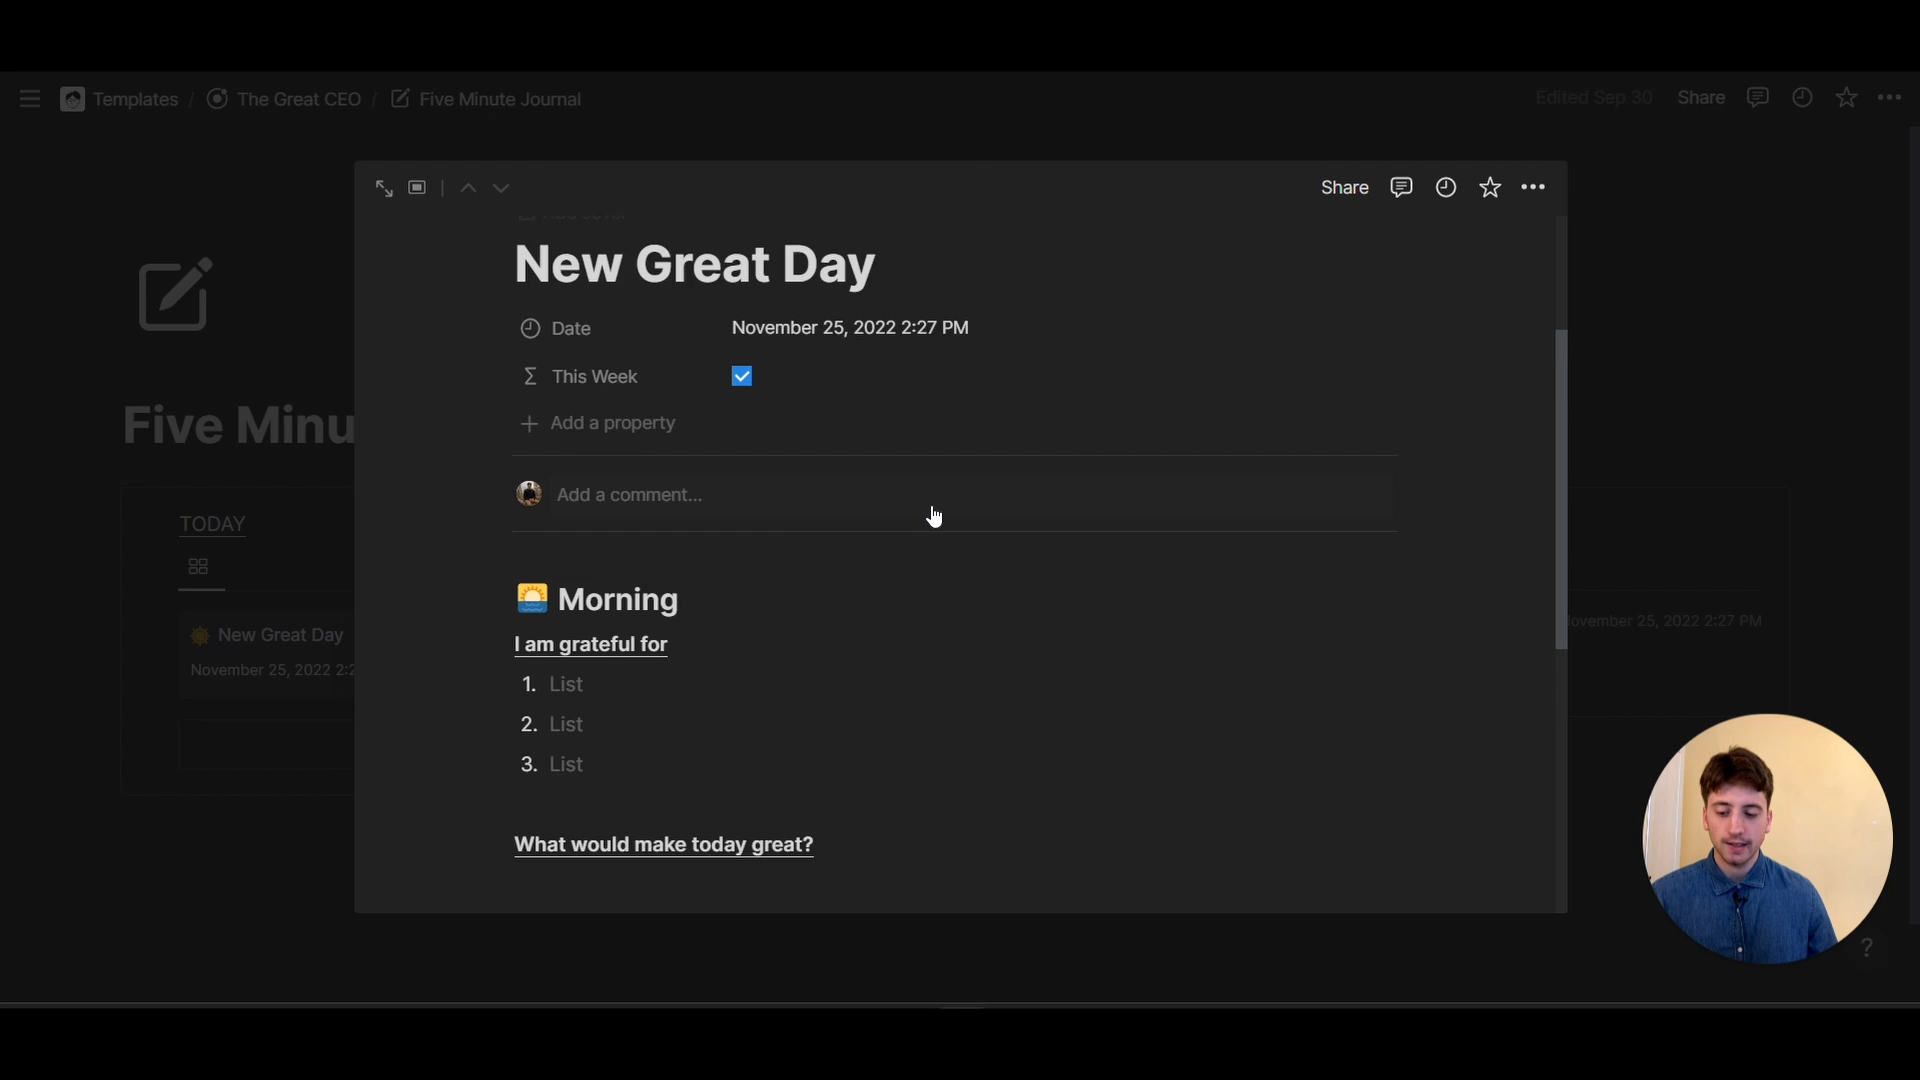 Templates / The Great CEO / Five Minute Journal
Edited Sep 30 Share
Share
New Great Day
Date November 25, 2022 2:27 PM
This Week
Add a property
Add a comment...
Five Minu
TODAY
New Great Day
November 25, 2022 2:2
November 25, 2022 2:27 PM
🌅 Morning
I am grateful for
1. List
2. List
3. List
What would make today great?
?